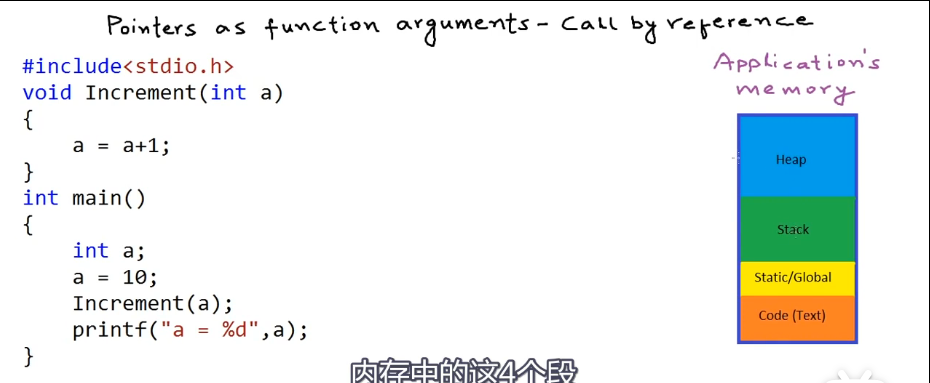 Pointers as function arguments - Call by reference
#include<stdio.h>
void Increment(int a)
{
    a = a+1;
}
int main()
{
    int a;
    a = 10;
    Increment(a);
    printf("a = %d",a);
}
Application's
memory
Heap
Stack
Static/Global
Code (Text)
内存中的这4个段